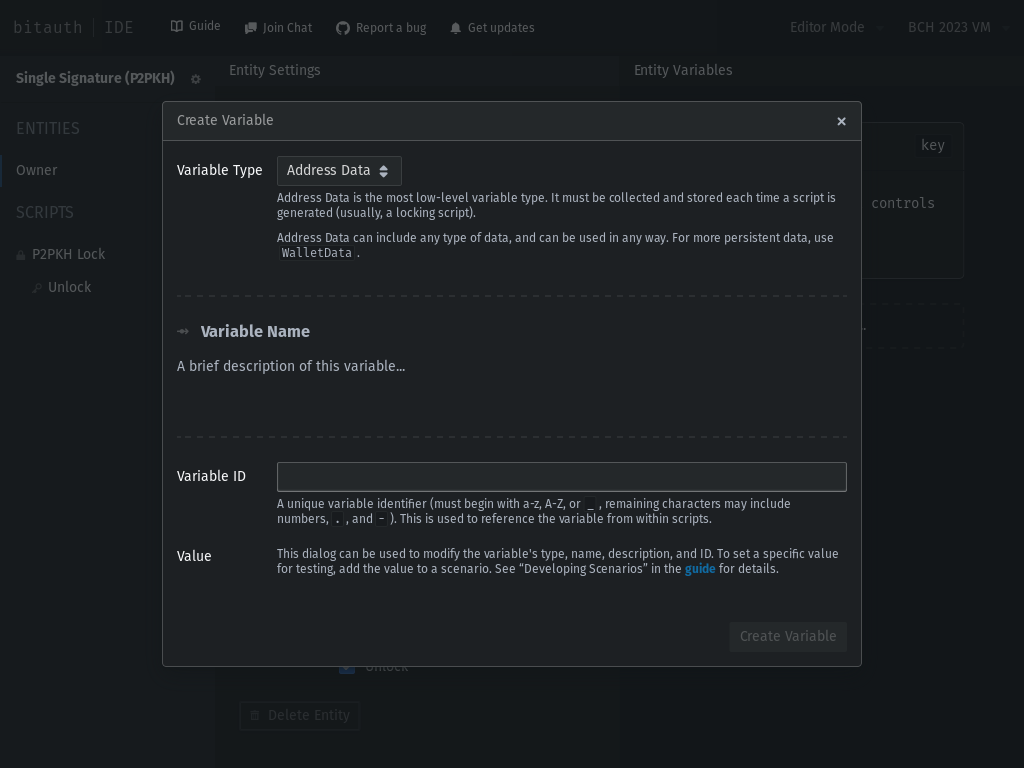 bitauth | IDE
Guide
Join Chat
Report a bug
Get updates
Editor Mode
BCH 2023 VM
Single Signature (P2PKH)
Entity Settings
Entity Variables
ENTITIES
Owner
SCRIPTS
P2PKH Lock
Unlock
key
controls
Create Variable
×
Variable Type
Address Data
Address Data is the most low-level variable type. It must be collected and stored each time a script is
generated (usually, a locking script).
Address Data can include any type of data, and can be used in any way. For more persistent data, use
WalletData .
Variable Name
A brief description of this variable...
Variable ID
A unique variable identifier (must begin with a-z, A-Z, or _ , remaining characters may include
numbers, . , and - ). This is used to reference the variable from within scripts.
Value
This dialog can be used to modify the variable's type, name, description, and ID. To set a specific value
for testing, add the value to a scenario. See “Developing Scenarios” in the guide for details.
Create Variable
Unlock
Delete Entity